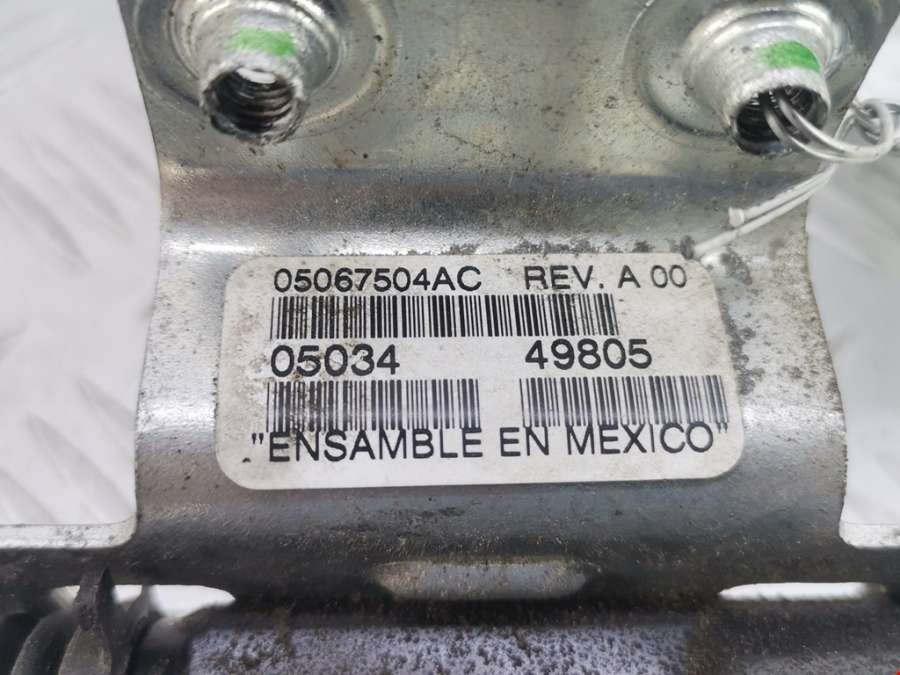 05067504AC REV. A 00
05034 49805
"ENSAMBLE EN MEXICO"